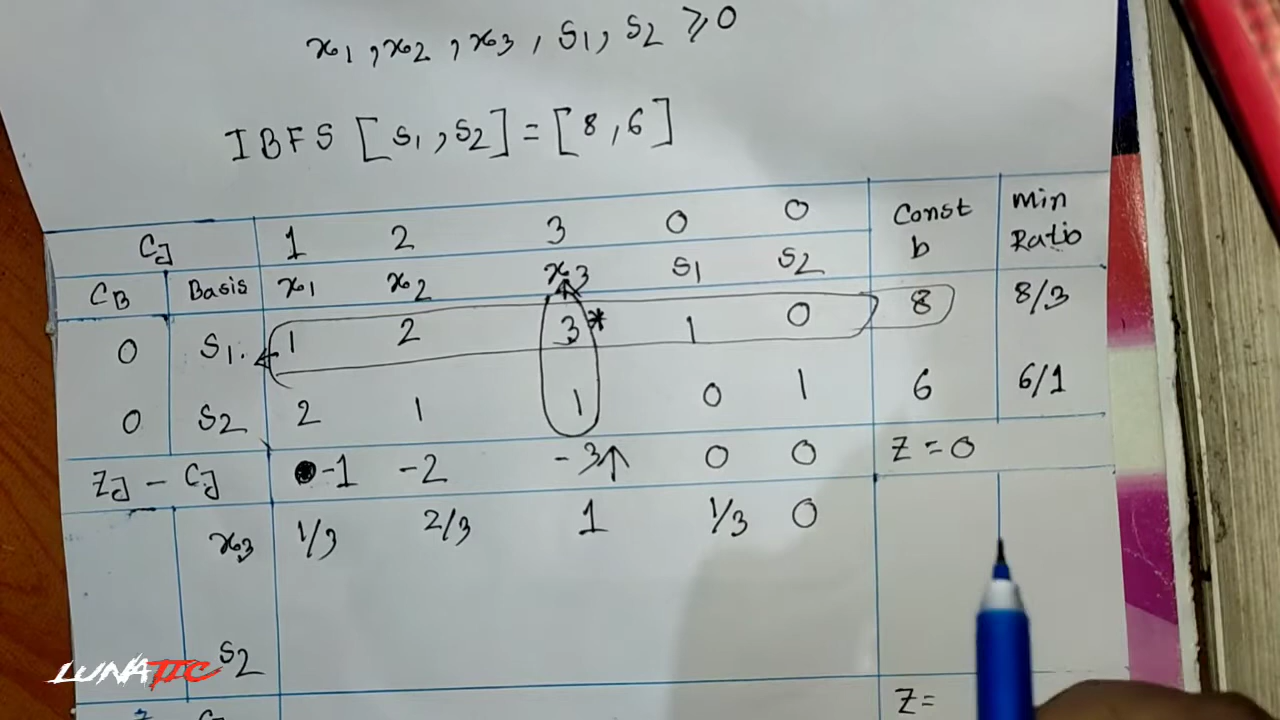 x1, x2, x3, S1, S2 ≥ 0
IBFS [S1, S2] = [8, 6]
CJ 1 2 3 0 0 Const b Min Ratio
CB Basis x1 x2 x3 S1 S2
0 S1. 1 2 3* 1 0 8 8/3
0 S2 2 1 1 0 1 6 6/1
ZJ - CJ -1 -2 -3↑ 0 0 Z = 0
x3 1/3 2/3 1 1/3 0
S2
Z =
LUNATIC